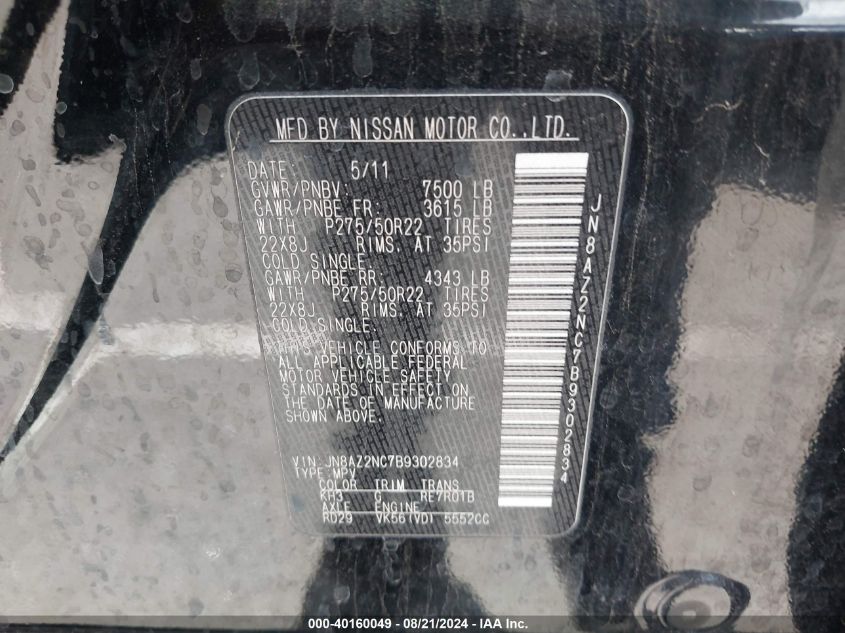 MFD BY NISSAN MOTOR CO.,LTD.
DATE: 5/11
GVWR/PNBV: 7500 LB
GAWR/PNBE FR: 3615 LB
WITH P275/50R22 TIRES
22X8J RIMS. AT 35PSI
COLD SINGLE.
GAWR/PNBE RR: 4343 LB
WITH P275/50R22 TIRES
22X8J RIMS. AT 35PSI
COLD SINGLE.
THIS VEHICLE CONFORMS TO
ALL APPLICABLE FEDERAL
MOTOR VEHICLE SAFETY
STANDARDS IN EFFECT ON
THE DATE OF MANUFACTURE
SHOWN ABOVE.
VIN: JN8AZ2NC7B9302834
TYPE:MPV
COLOR TRIM TRANS
KH3 G RE7R01B
AXLE ENGINE
RD29 VK56(VD) 5552CC
JN8AZ2NC7B9302834
000-40160049 - 08/21/2024 - IAA Inc.